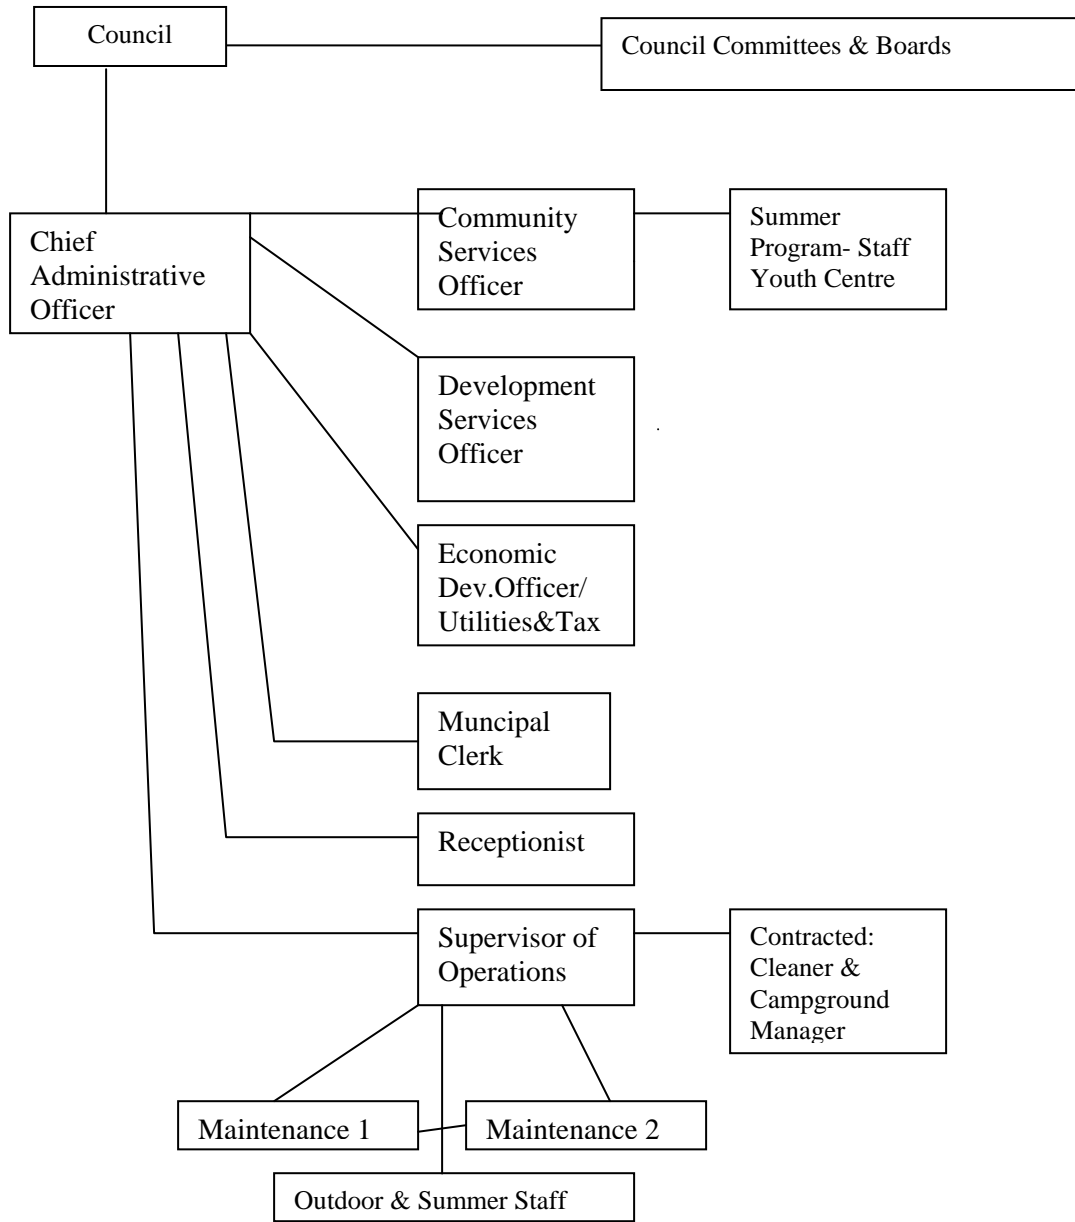 Council
Council Committees & Boards
Chief
Administrative
Officer
Community
Services
Officer
Summer
Program- Staff
Youth Centre
Development
Services
Officer
Economic
Dev.Officer/
Utilities&Tax
Muncipal
Clerk
Receptionist
Supervisor of
Operations
Contracted:
Cleaner &
Campground
Manager
Maintenance 1
Maintenance 2
Outdoor & Summer Staff